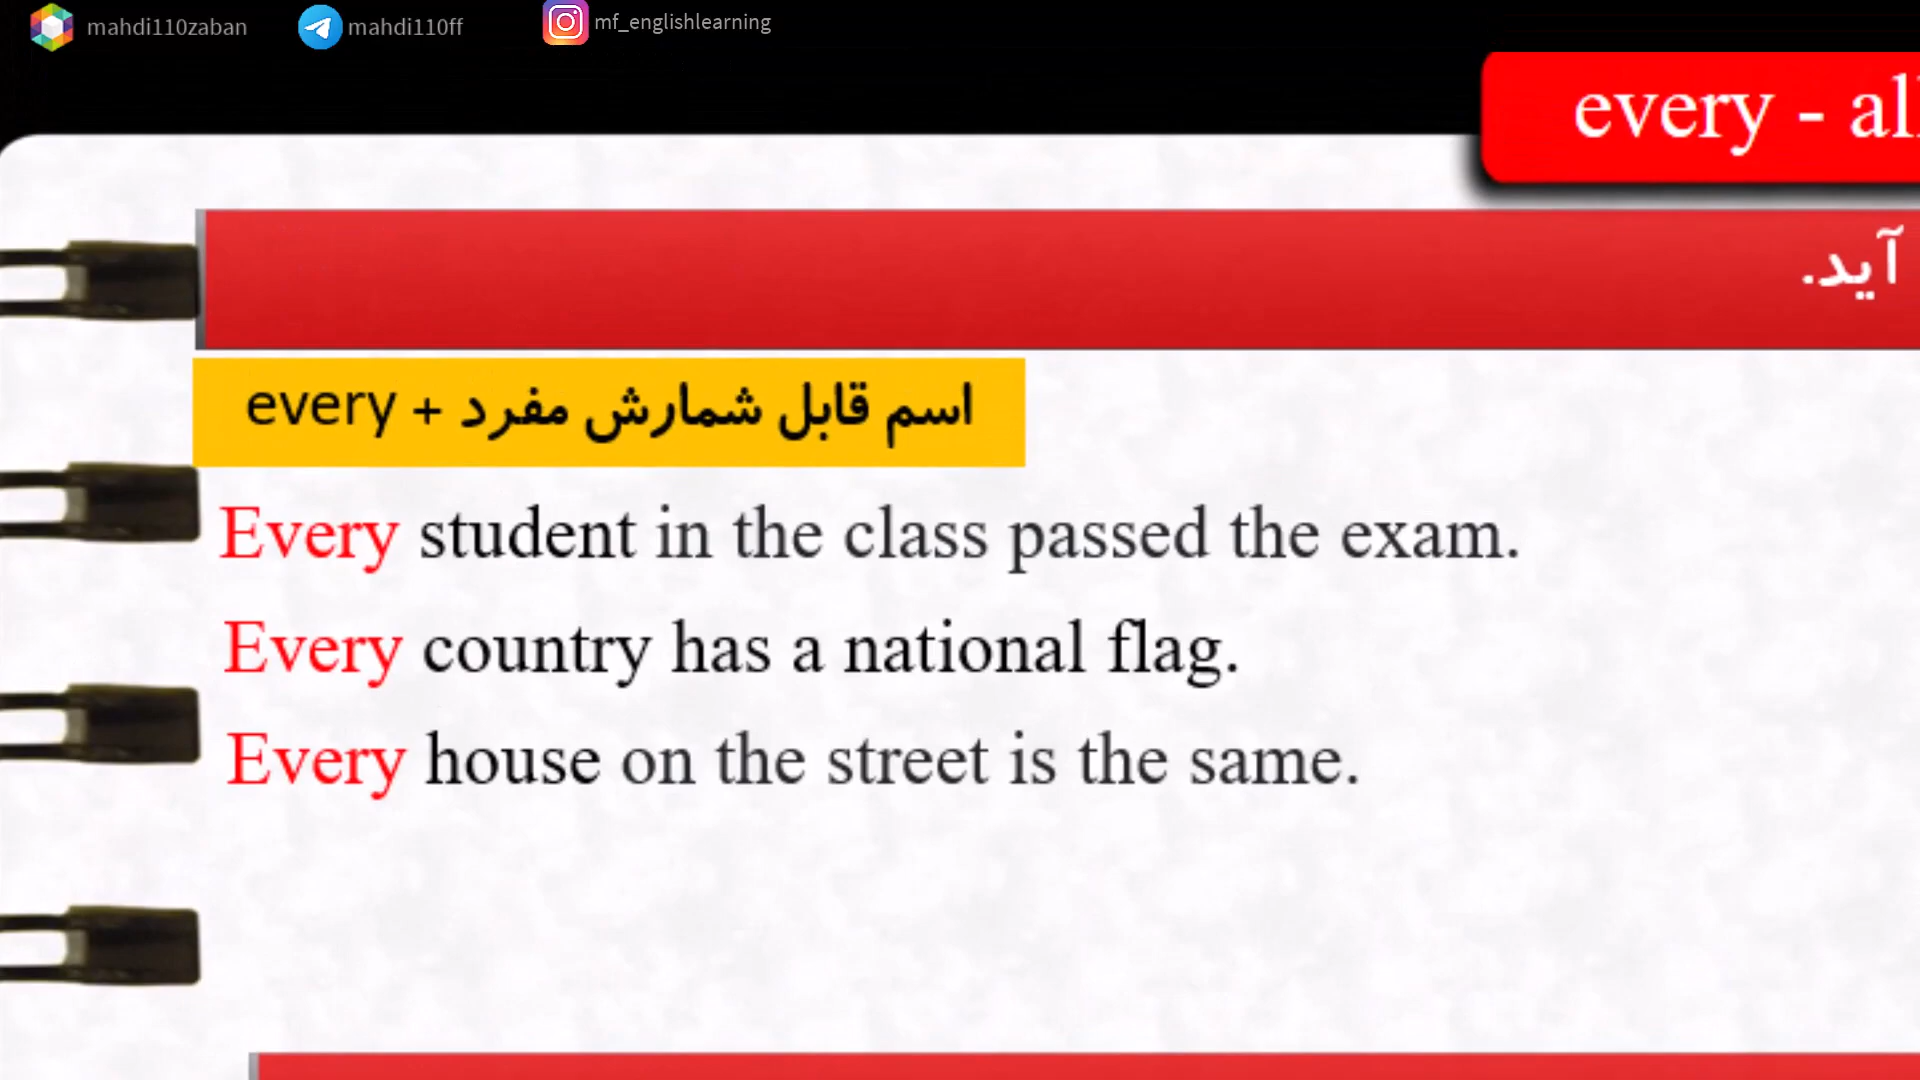 mahdi110zaban
mahdi110ff
mf_englishlearning
every - all
آید.
every + اسم قابل شمارش مفرد
Every student in the class passed the exam.
Every country has a national flag.
Every house on the street is the same.